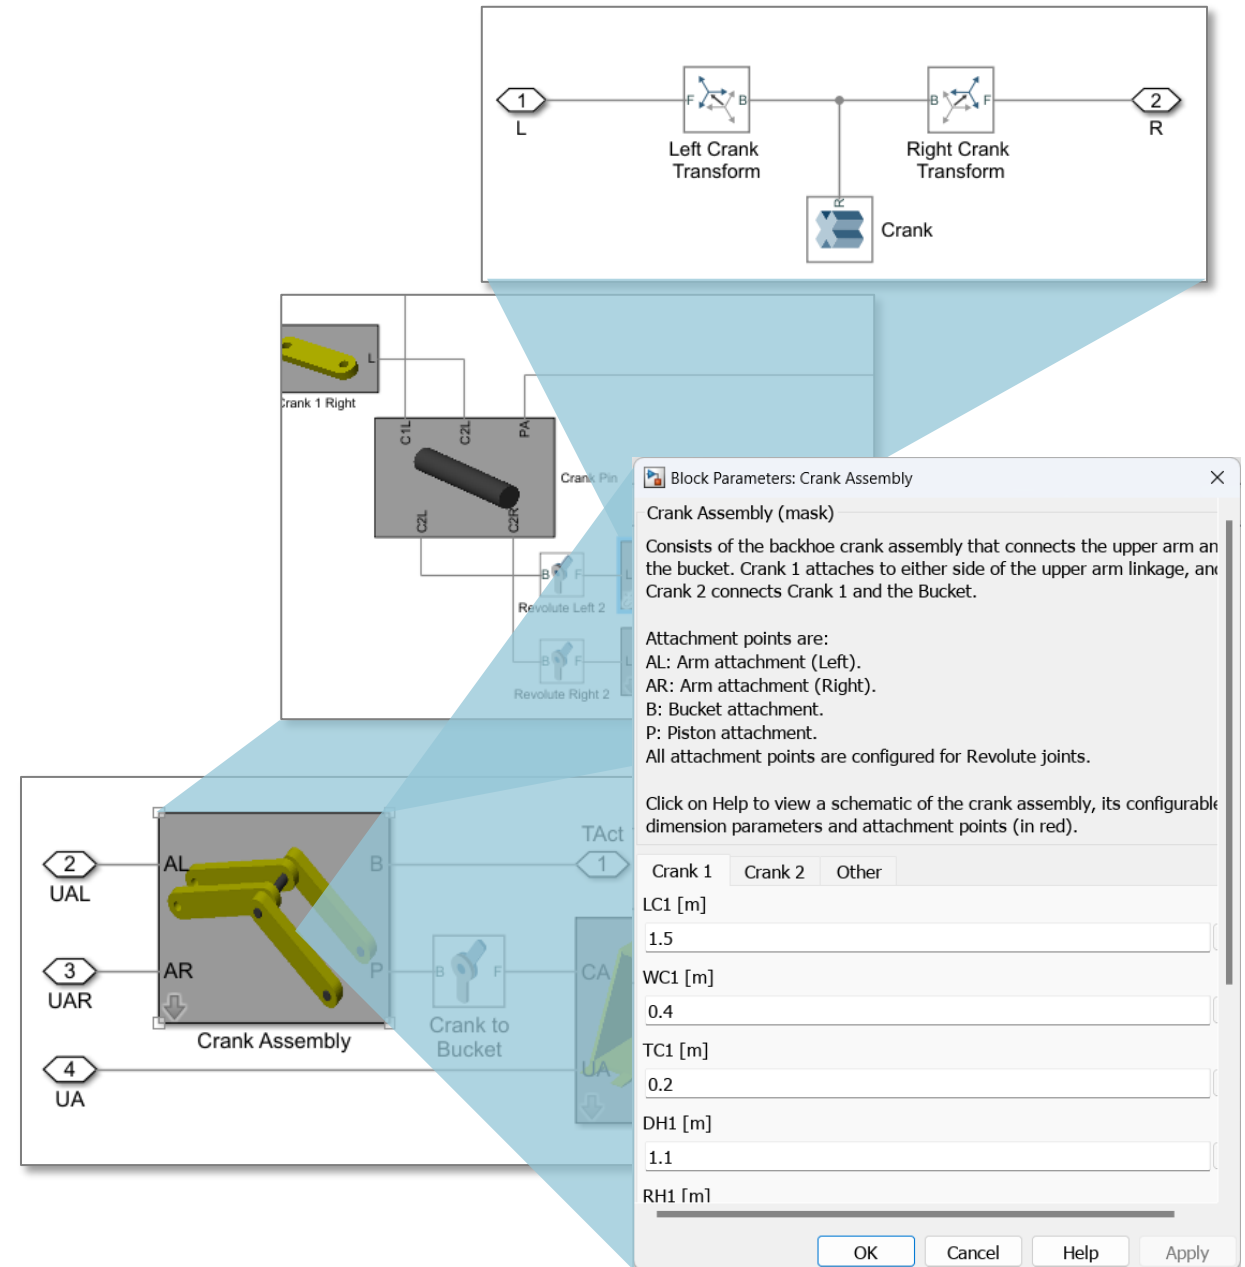 1
L
F
B
Left Crank
Transform
B
F
Right Crank
Transform
2
R
R
Crank
L
Crank 1 Right
C1L
C2L
PA
Crank Pin
C2L
C2R
B
F
L
Revolute Left 2
B
F
L
Revolute Right 2
2
UAL
3
UAR
4
UA
AL
B
AR
P
Crank Assembly
TAct
1
B
F
Crank to
Bucket
CA
UA
Block Parameters: Crank Assembly
Crank Assembly (mask)
Consists of the backhoe crank assembly that connects the upper arm an
the bucket. Crank 1 attaches to either side of the upper arm linkage, and
Crank 2 connects Crank 1 and the Bucket.
Attachment points are:
AL: Arm attachment (Left).
AR: Arm attachment (Right).
B: Bucket attachment.
P: Piston attachment.
All attachment points are configured for Revolute joints.
Click on Help to view a schematic of the crank assembly, its configurable
dimension parameters and attachment points (in red).
Crank 1
Crank 2
Other
LC1 [m]
1.5
WC1 [m]
0.4
TC1 [m]
0.2
DH1 [m]
1.1
RH1 [m]
OK
Cancel
Help
Apply